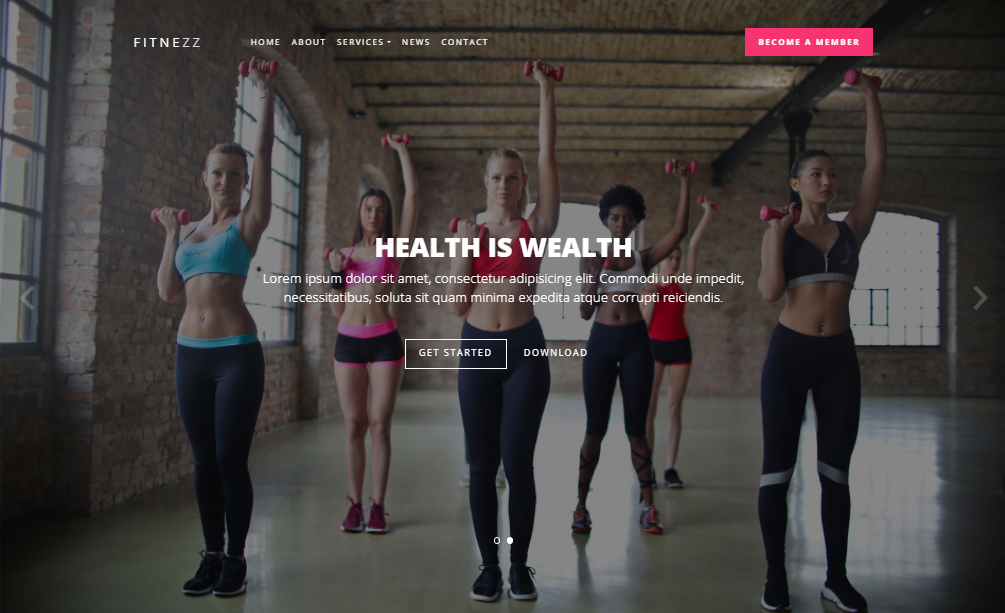 FITNEZZ
HOME ABOUT SERVICES NEWS CONTACT
BECOME A MEMBER
HEALTH IS WEALTH
Lorem ipsum dolor sit amet, consectetur adipisicing elit. Commodi unde impedit,
necessitatibus, soluta sit quam minima expedita atque corrupti reiciendis.
GET STARTED
DOWNLOAD